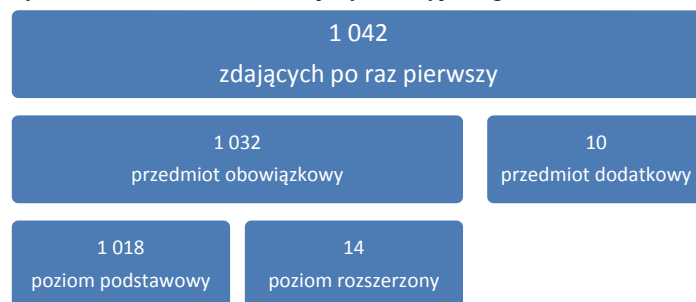 1 042
zdających po raz pierwszy
1 032
przedmiot obowiązkowy
10
przedmiot dodatkowy
1 018
poziom podstawowy
14
poziom rozszerzony